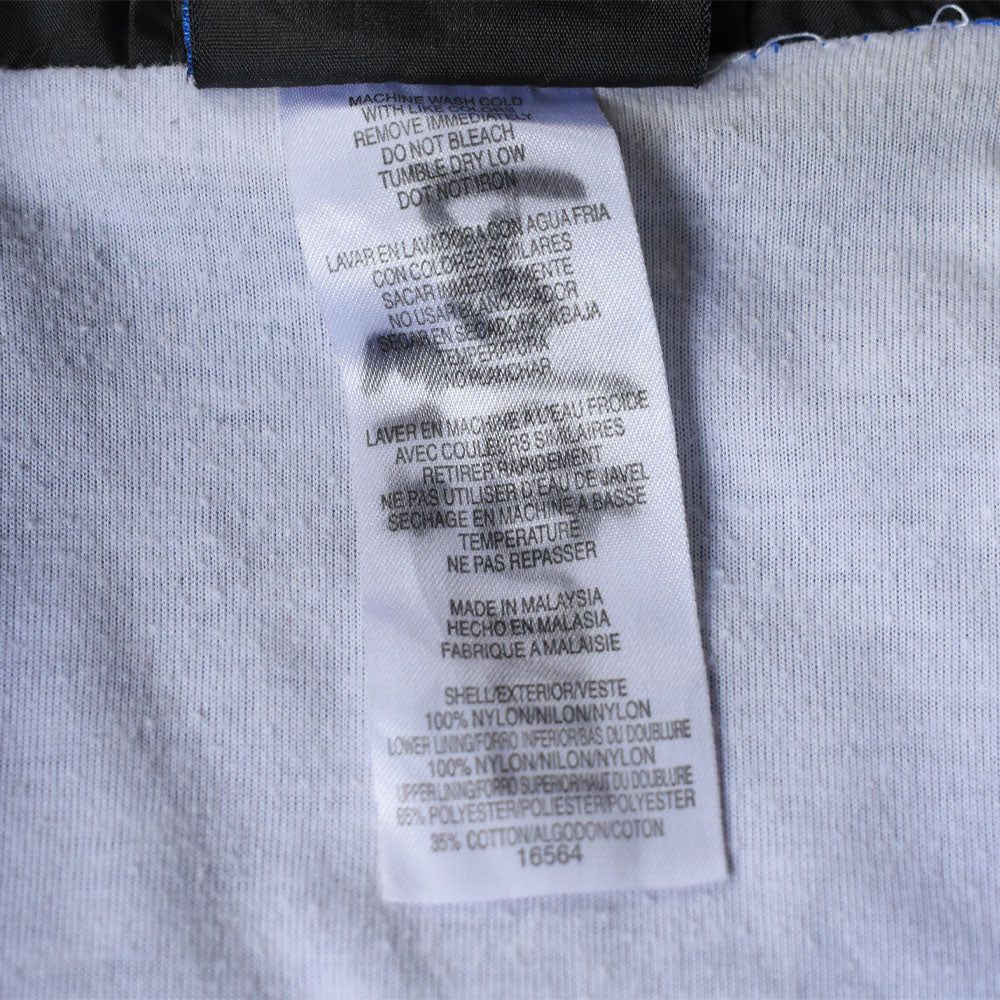 MACHINE WASH COLD
WITH LIKE COLORS
REMOVE IMMEDIATELY
DO NOT BLEACH
TUMBLE DRY LOW
DOT NOT IRON
LAVAR EN LAVADORA CON AGUA FRIA
CON COLORES SIMILARES
SACAR IMMEDIATEMENTE
NO USAR BLANQUEADOR
SECAR EN SECADORA A BAJA
TEMPERATURA
NO PLANCHAR
LAVER EN MACHINE A L'EAU FROIDE
AVEC COULEURS SIMILAIRES
RETIRER RAPIDEMENT
NE PAS UTILISER D'EAU DE JAVEL
SECHAGE EN MACHINE A BASSE
TEMPERATURE
NE PAS REPASSER
MADE IN MALAYSIA
HECHO EN MALASIA
FABRIQUE A MALAISIE
SHELL/EXTERIOR/VESTE
100% NYLON/NILON/NYLON
LOWER LINING/FORRO INFERIOR/BAS DU DOUBLURE
100% NYLON/NILON/NYLON
UPPER LINING/FORRO SUPERIOR/HAUT DU DOUBLURE
65% POLYESTER/POLIESTER/POLYESTER
35% COTTON/ALGODON/COTON
16564